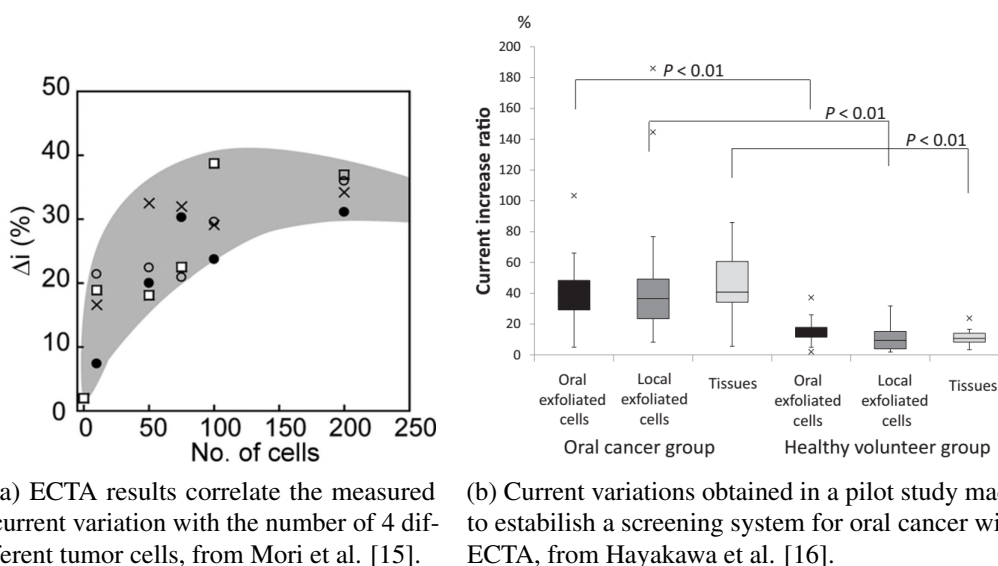 50
40
30
20
10
0
Δi (%)
0 50 100 150 200 250
No. of cells
%
200
180
160
140
120
100
80
60
40
20
0
Current increase ratio
P < 0.01
P < 0.01
P < 0.01
Oral exfoliated cells
Local exfoliated cells
Tissues
Oral exfoliated cells
Local exfoliated cells
Tissues
Oral cancer group
Healthy volunteer group
a) ECTA results correlate the measured
current variation with the number of 4 dif-
ferent tumor cells, from Mori et al. [15].
(b) Current variations obtained in a pilot study ma
to estabilish a screening system for oral cancer wi
ECTA, from Hayakawa et al. [16].